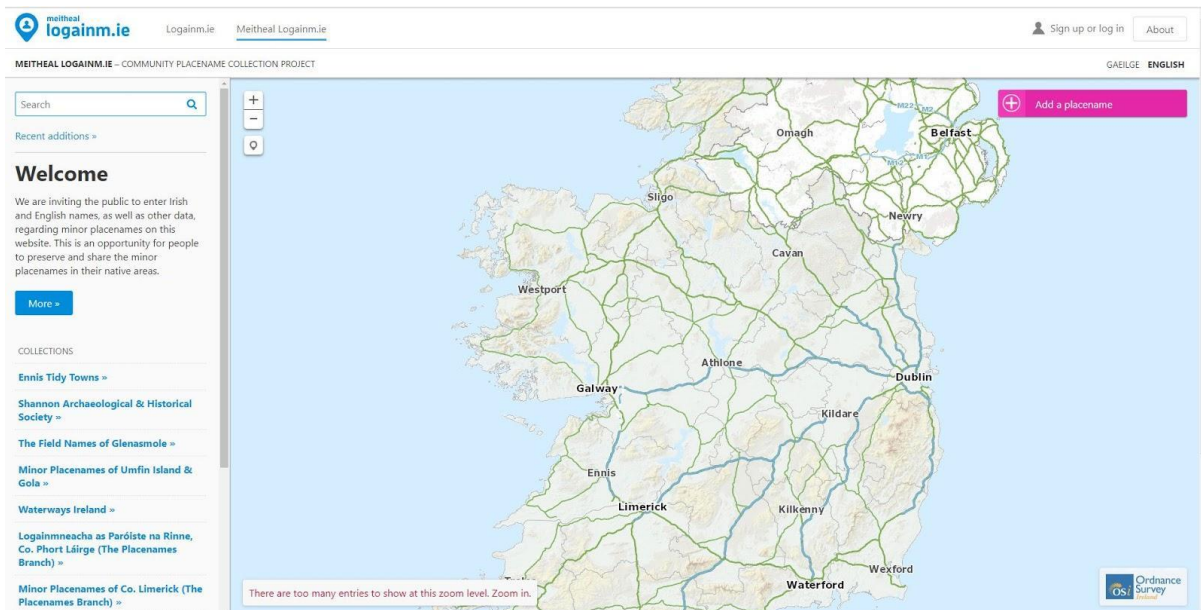 meitheal
logainm.ie
Logainm.ie
Meitheal Logainm.ie
Sign up or log in
About
MEITHEAL LOGAINM.IE – COMMUNITY PLACENAME COLLECTION PROJECT
GAEILGE ENGLISH
Search
Recent additions »
Welcome
We are inviting the public to enter Irish
and English names, as well as other data,
regarding minor placenames on this
website. This is an opportunity for people
to preserve and share the minor
placenames in their native areas.
More »
COLLECTIONS
Ennis Tidy Towns »
Shannon Archaeological & Historical
Society »
The Field Names of Glenasmole »
Minor Placenames of Umfin Island &
Gola »
Waterways Ireland »
Logainmneacha as Paróiste na Rinne,
Co. Phort Láirge (The Placenames
Branch) »
Minor Placenames of Co. Limerick (The
Placenames Branch) »
+
−
Add a placename
M22
M2
Omagh
Belfast
M1
Sligo
Newry
Cavan
Westport
Athlone
Galway
Dublin
Kildare
Ennis
Limerick
Kilkenny
Wexford
Waterford
There are too many entries to show at this zoom level. Zoom in.
OSi
Ordnance
Survey
Ireland